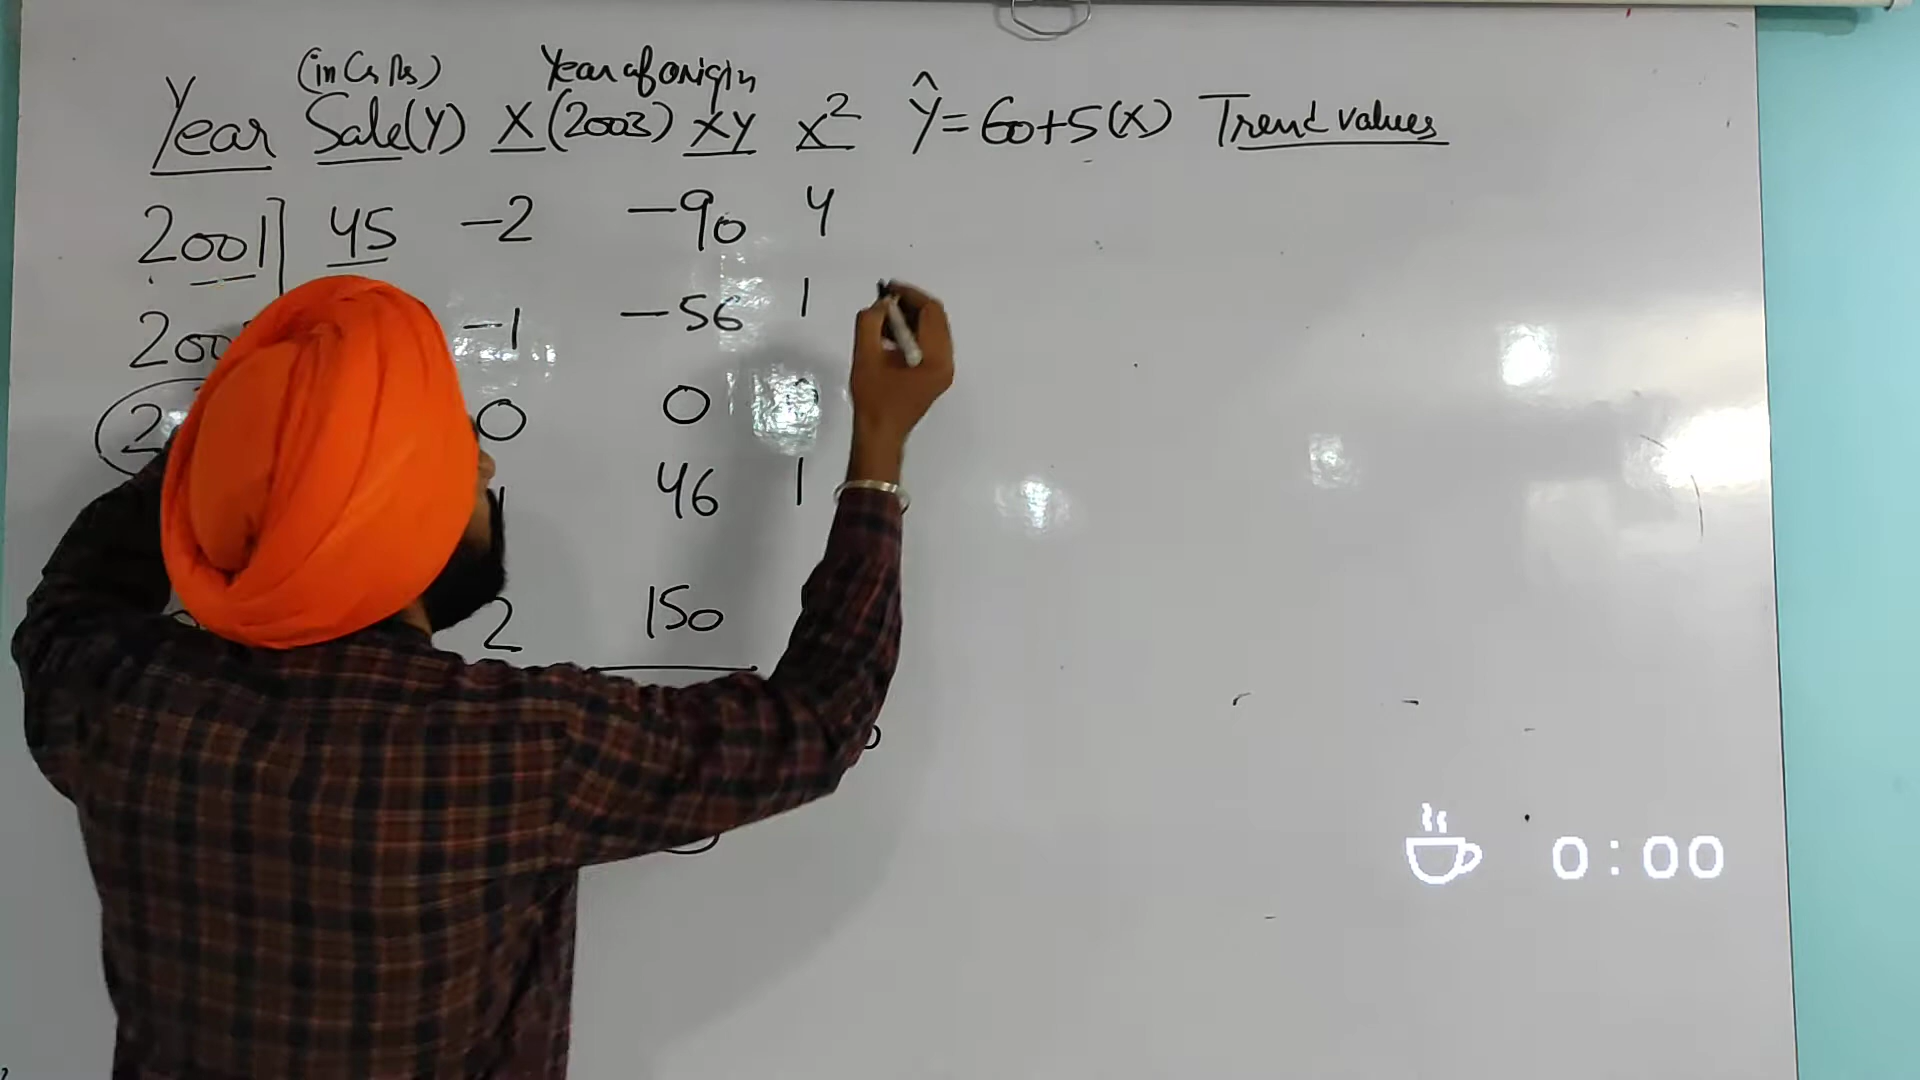 (in Cr Rs) Year of origin
Year Sale(Y) X (2003) XY X² Ŷ=60+5(X) Trend values
2001 45 -2 -90 4
-1 -56 1
0 0
46 1
2 150
0:00